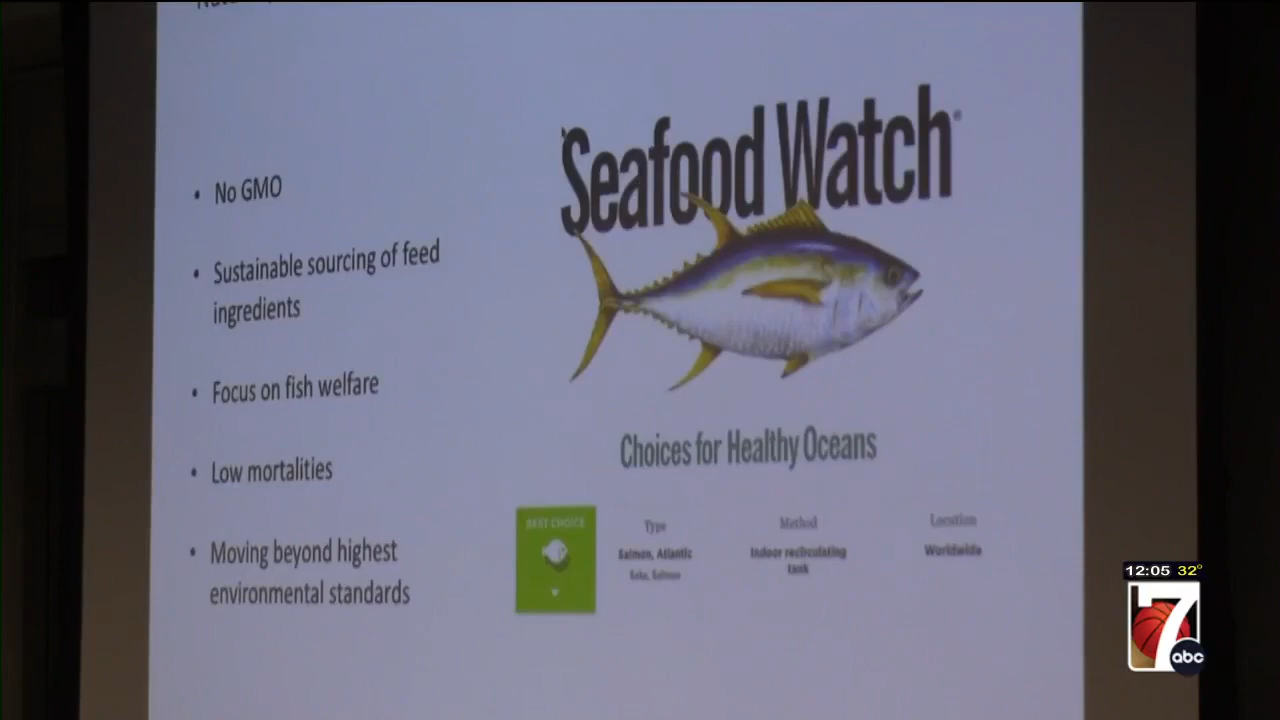 • No GMO
• Sustainable sourcing of feed
ingredients
• Focus on fish welfare
• Low mortalities
• Moving beyond highest
environmental standards
Seafood Watch®
Choices for Healthy Oceans
BEST CHOICE
Type
Salmon, Atlantic
Salmon
Method
Indoor recirculating
tank
Location
Worldwide
12:05 32°
7
abc